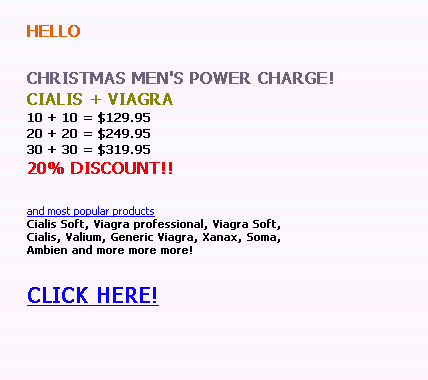 HELLO
CHRISTMAS MEN'S POWER CHARGE!
CIALIS + VIAGRA
10 + 10 = $129.95
20 + 20 = $249.95
30 + 30 = $319.95
20% DISCOUNT!!
and most popular products
Cialis Soft, Viagra professional, Viagra Soft,
Cialis, Valium, Generic Viagra, Xanax, Soma,
Ambien and more more more!
CLICK HERE!